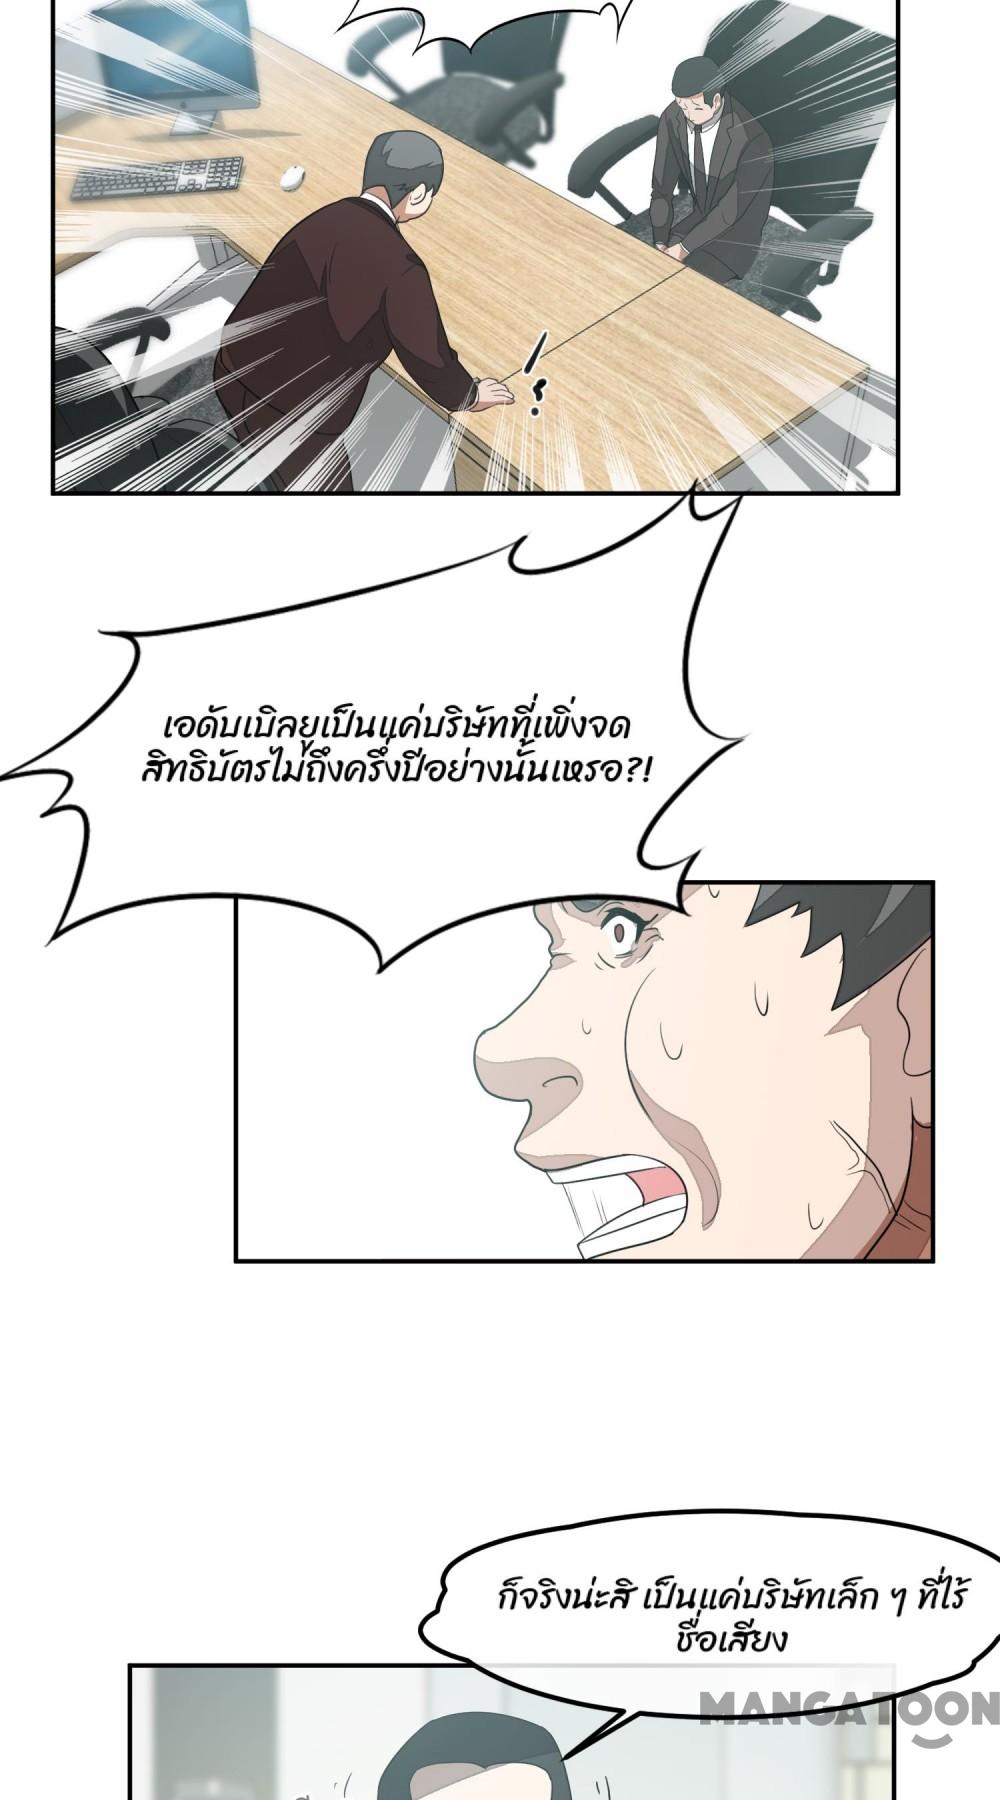 !
?
เอดับเบิลยูเป็นแค่บริษัทที่เพิ่งจด
สิทธิบัตรไม่ถึงครึ่งปีอย่างนั้นเหรอ?!
ก็จริงน่ะสิ เป็นแค่บริษัทเล็ก ๆ ที่ไร้
ชื่อเสียง
MANGATOON